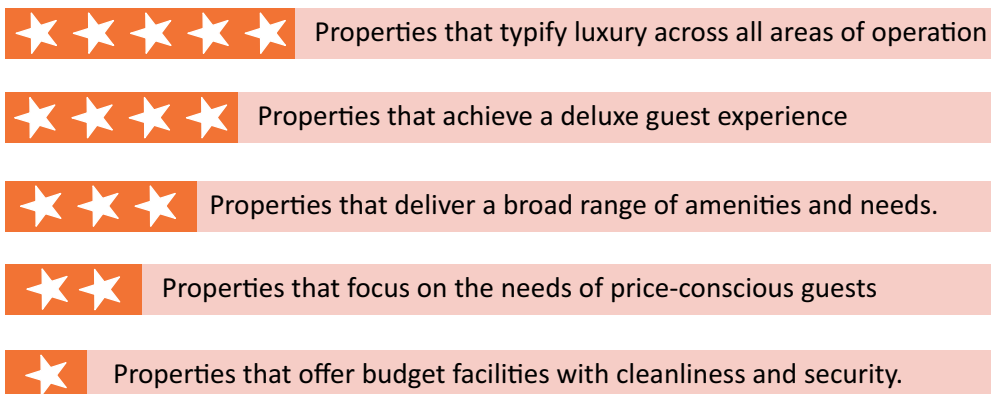 Properties that typify luxury across all areas of operation
Properties that achieve a deluxe guest experience
Properties that deliver a broad range of amenities and needs.
Properties that focus on the needs of price-conscious guests
Properties that offer budget facilities with cleanliness and security.